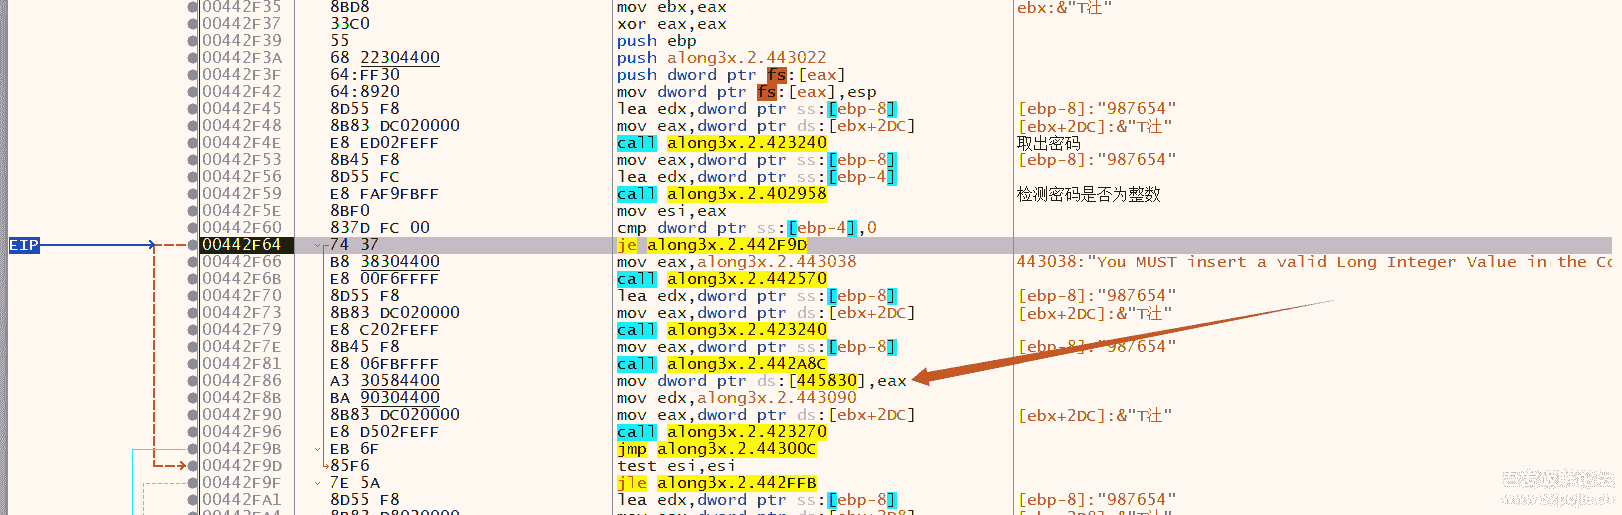 00442F35 8BD8 mov ebx,eax ebx:&"T汢"
00442F37 33C0 xor eax,eax
00442F39 55 push ebp
00442F3A 68 22304400 push along3x.2.443022
00442F3F 64:FF30 push dword ptr fs:[eax]
00442F42 64:8920 mov dword ptr fs:[eax],esp
00442F45 8D55 F8 lea edx,dword ptr ss:[ebp-8] [ebp-8]:"987654"
00442F48 8B83 DC020000 mov eax,dword ptr ds:[ebx+2DC] [ebx+2DC]:&"T汢"
00442F4E E8 ED02FEFF call along3x.2.423240 取出密码
00442F53 8B45 F8 mov eax,dword ptr ss:[ebp-8] [ebp-8]:"987654"
00442F56 8D55 FC lea edx,dword ptr ss:[ebp-4]
00442F59 E8 FAF9FBFF call along3x.2.402958 检测密码是否为整数
00442F5E 8BF0 mov esi,eax
00442F60 837D FC 00 cmp dword ptr ss:[ebp-4],0
EIP 00442F64 74 37 je along3x.2.442F9D
00442F66 B8 38304400 mov eax,along3x.2.443038 443038:"You MUST insert a valid Long Integer Value in the Co
00442F6B E8 00F6FFFF call along3x.2.442570
00442F70 8D55 F8 lea edx,dword ptr ss:[ebp-8] [ebp-8]:"987654"
00442F73 8B83 DC020000 mov eax,dword ptr ds:[ebx+2DC] [ebx+2DC]:&"T汢"
00442F79 E8 C202FEFF call along3x.2.423240
00442F7E 8B45 F8 mov eax,dword ptr ss:[ebp-8] [ebp-8]:"987654"
00442F81 E8 06FBFFFF call along3x.2.442A8C
00442F86 A3 30584400 mov dword ptr ds:[445830],eax
00442F8B BA 90304400 mov edx,along3x.2.443090
00442F90 8B83 DC020000 mov eax,dword ptr ds:[ebx+2DC] [ebx+2DC]:&"T汢"
00442F96 E8 D502FEFF call along3x.2.423270
00442F9B EB 6F jmp along3x.2.44300C
00442F9D 85F6 test esi,esi
00442F9F 7E 5A jle along3x.2.442FFB
00442FA1 8D55 F8 lea edx,dword ptr ss:[ebp-8] [ebp-8]:"987654"